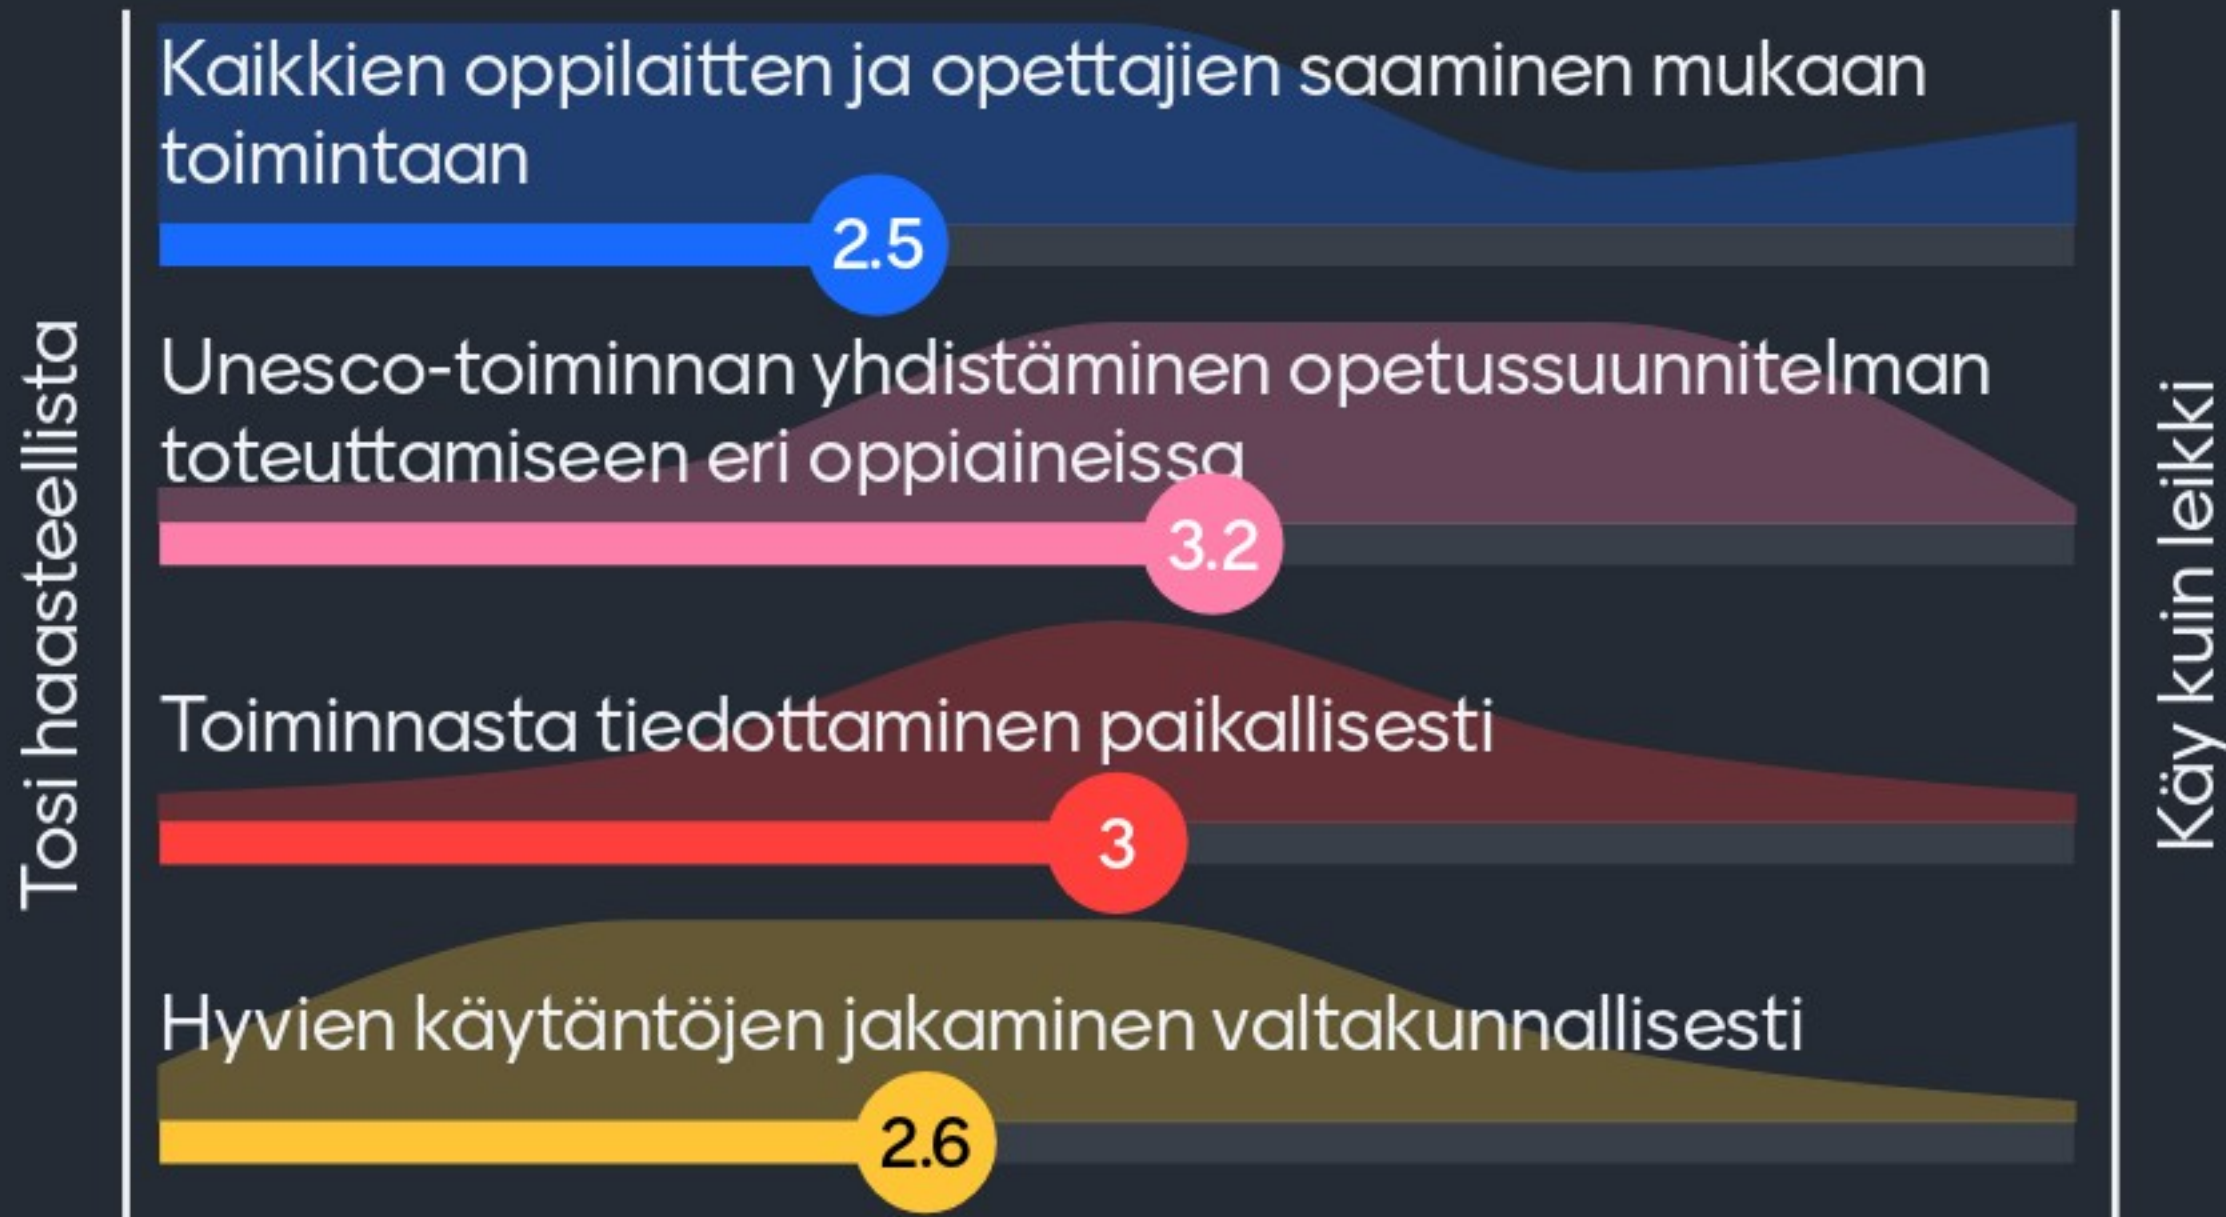 Tosi haasteellista
Kaikkien oppilaitten ja opettajien saaminen mukaan
toimintaan
2.5
Unesco-toiminnan yhdistäminen opetussuunnitelman
toteuttamiseen eri oppiaineissa
3.2
Toiminnasta tiedottaminen paikallisesti
3
Hyvien käytäntöjen jakaminen valtakunnallisesti
2.6
Käy kuin leikki